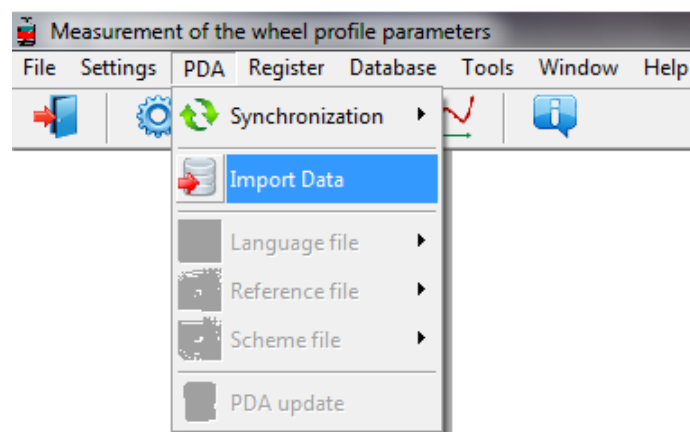 Measurement of the wheel profile parameters
File Settings PDA Register Database Tools Window Help
Synchronization
Import Data
Language file
Reference file
Scheme file
PDA update